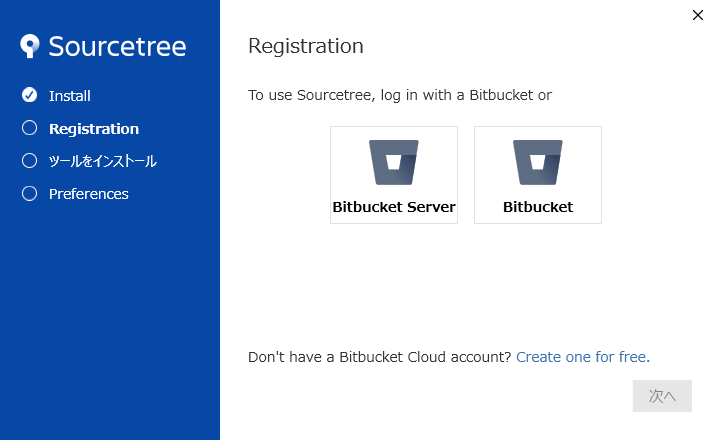 Sourcetree
Install
Registration
ツールをインストール
Preferences
Registration
To use Sourcetree, log in with a Bitbucket or
Bitbucket Server
Bitbucket
Don't have a Bitbucket Cloud account? Create one for free.
次へ